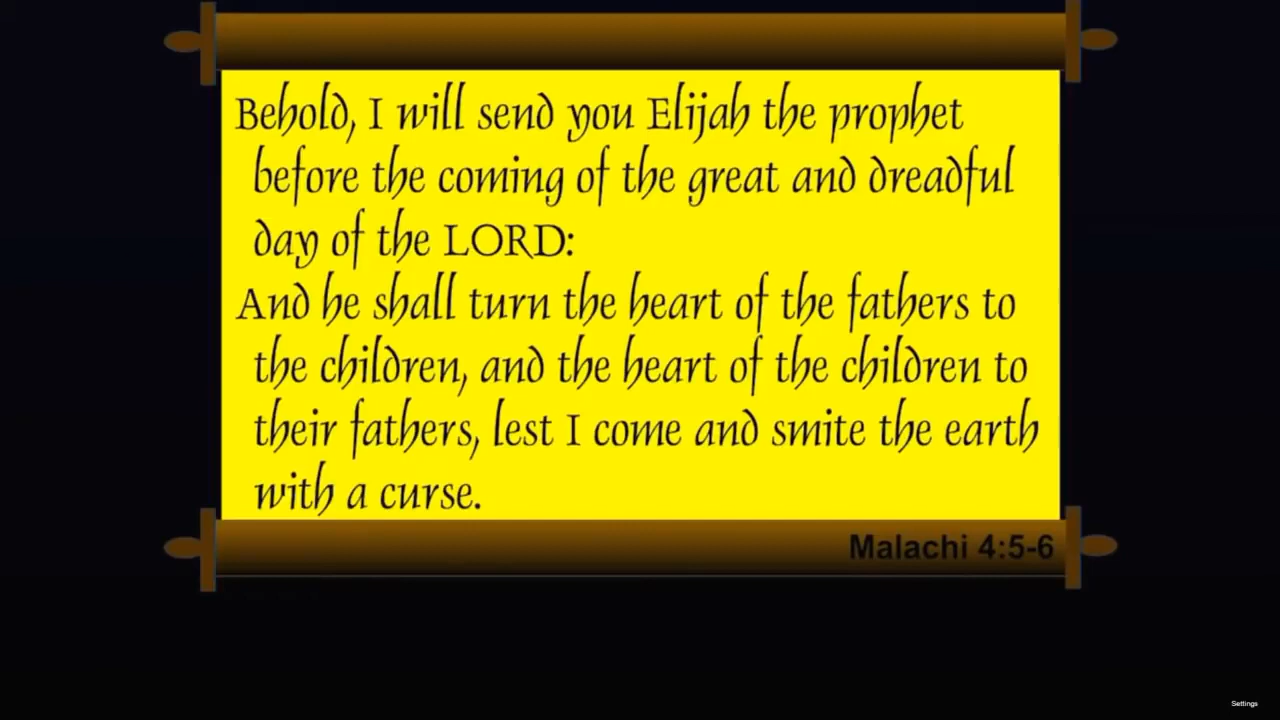 Behold, I will send you Elijah the prophet
before the coming of the great and dreadful
day of the LORD:
And he shall turn the heart of the fathers to
the children, and the heart of the children to
their fathers, lest I come and smite the earth
with a curse.
Malachi 4:5-6
Settings